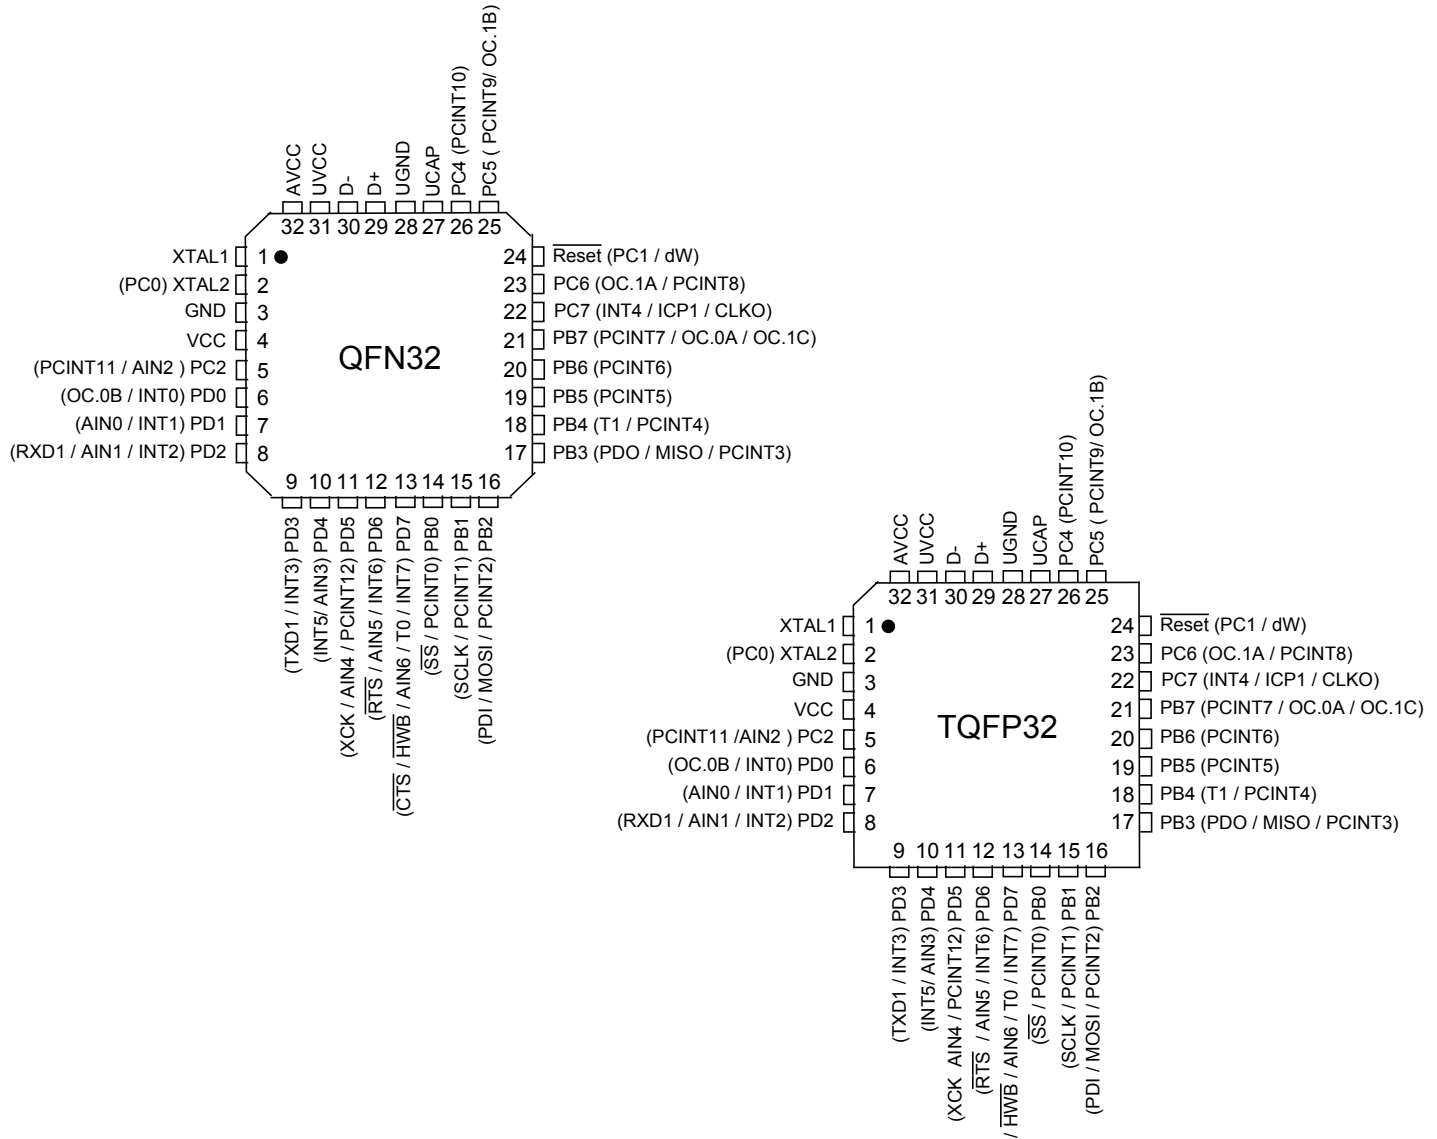 AVCC
UVCC
D-
D+
UGND
UCAP
PC4 (PCINT10)
PC5 ( PCINT9/ OC.1B)
32 31 30 29 28 27 26 25
XTAL1 1
(PC0) XTAL2 2
GND 3
VCC 4
(PCINT11 / AIN2 ) PC2 5
(OC.0B / INT0) PD0 6
(AIN0 / INT1) PD1 7
(RXD1 / AIN1 / INT2) PD2 8
QFN32
24 Reset (PC1 / dW)
23 PC6 (OC.1A / PCINT8)
22 PC7 (INT4 / ICP1 / CLKO)
21 PB7 (PCINT7 / OC.0A / OC.1C)
20 PB6 (PCINT6)
19 PB5 (PCINT5)
18 PB4 (T1 / PCINT4)
17 PB3 (PDO / MISO / PCINT3)
9 10 11 12 13 14 15 16
(TXD1 / INT3) PD3
(INT5/ AIN3) PD4
(XCK / AIN4 / PCINT12) PD5
(RTS / AIN5 / INT6) PD6
(CTS / HWB / AIN6 / T0 / INT7) PD7
(SS / PCINT0) PB0
(SCLK / PCINT1) PB1
(PDI / MOSI / PCINT2) PB2
AVCC
UVCC
D-
D+
UGND
UCAP
PC4 (PCINT10)
PC5 ( PCINT9/ OC.1B)
32 31 30 29 28 27 26 25
XTAL1 1
(PC0) XTAL2 2
GND 3
VCC 4
(PCINT11 /AIN2 ) PC2 5
(OC.0B / INT0) PD0 6
(AIN0 / INT1) PD1 7
(RXD1 / AIN1 / INT2) PD2 8
TQFP32
24 Reset (PC1 / dW)
23 PC6 (OC.1A / PCINT8)
22 PC7 (INT4 / ICP1 / CLKO)
21 PB7 (PCINT7 / OC.0A / OC.1C)
20 PB6 (PCINT6)
19 PB5 (PCINT5)
18 PB4 (T1 / PCINT4)
17 PB3 (PDO / MISO / PCINT3)
9 10 11 12 13 14 15 16
(TXD1 / INT3) PD3
(INT5/ AIN3) PD4
(XCK AIN4 / PCINT12) PD5
(RTS / AIN5 / INT6) PD6
/ HWB / AIN6 / T0 / INT7) PD7
(SS / PCINT0) PB0
(SCLK / PCINT1) PB1
(PDI / MOSI / PCINT2) PB2